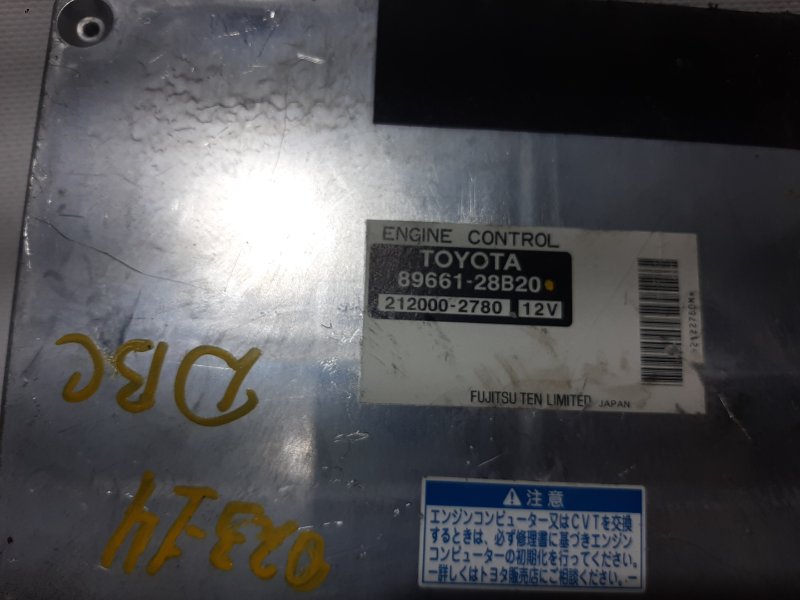 ENGINE CONTROL
TOYOTA
89661-28B20
212000-2780 12V
FUJITSU TEN LIMITED JAPAN
DBC
023-14
⚠注意
エンジンコンピューター又はCVTを交換
するときは、必ず修理書に基づきエンジン
コンピューターの初期化を行ってください。
ー詳しくはトヨタ販売店にご相談ください。ー